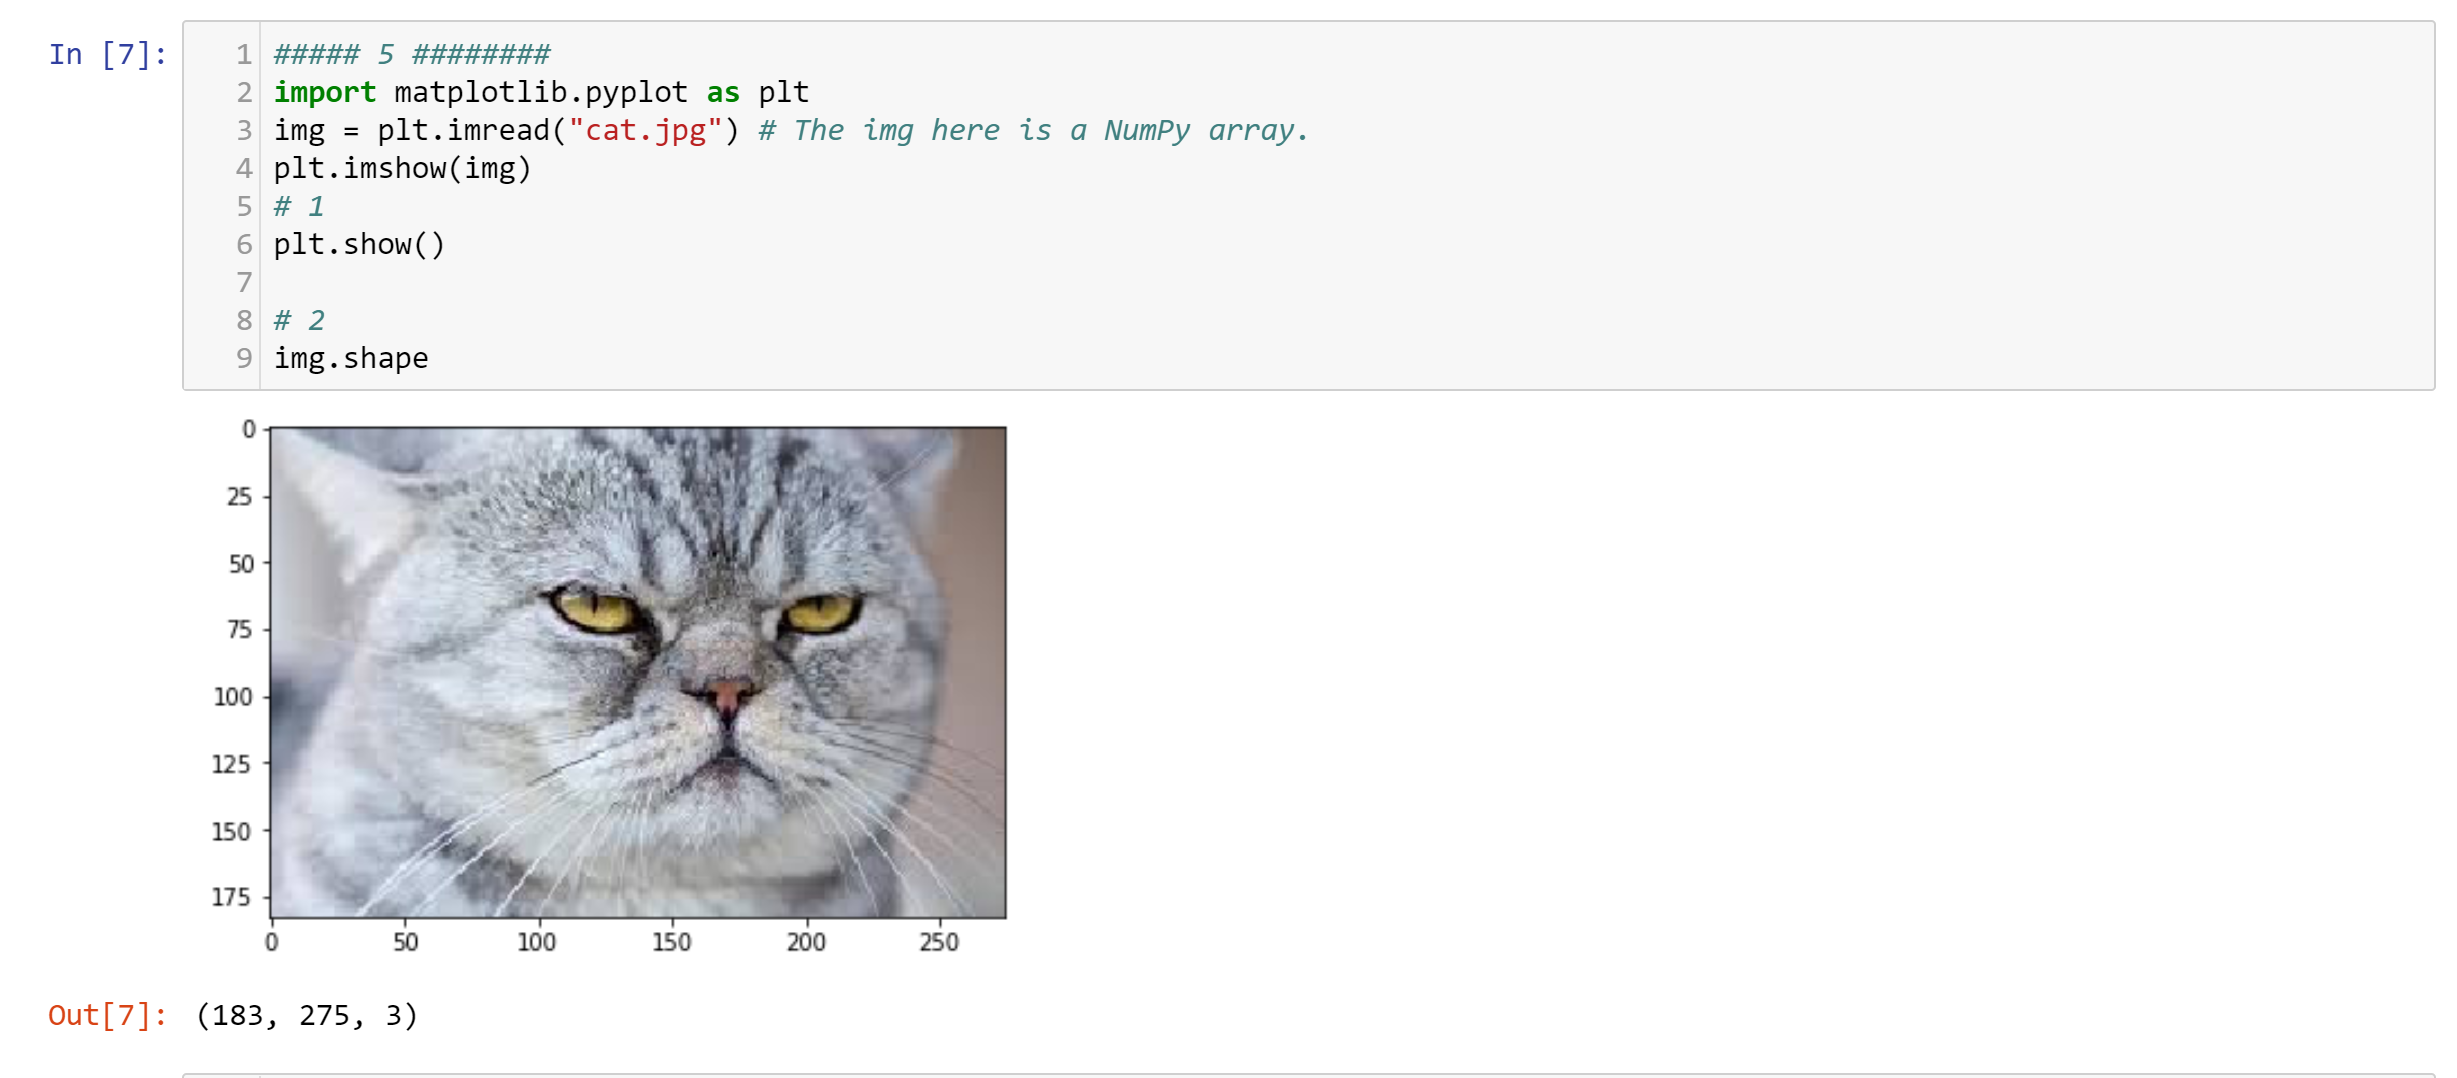 In [7]:
1 ##### 5 ########
2 import matplotlib.pyplot as plt
3 img = plt.imread("cat.jpg") # The img here is a NumPy array.
4 plt.imshow(img)
5 # 1
6 plt.show()
7
8 # 2
9 img.shape
0
25
50
75
100
125
150
175
0 50 100 150 200 250
Out[7]: (183, 275, 3)